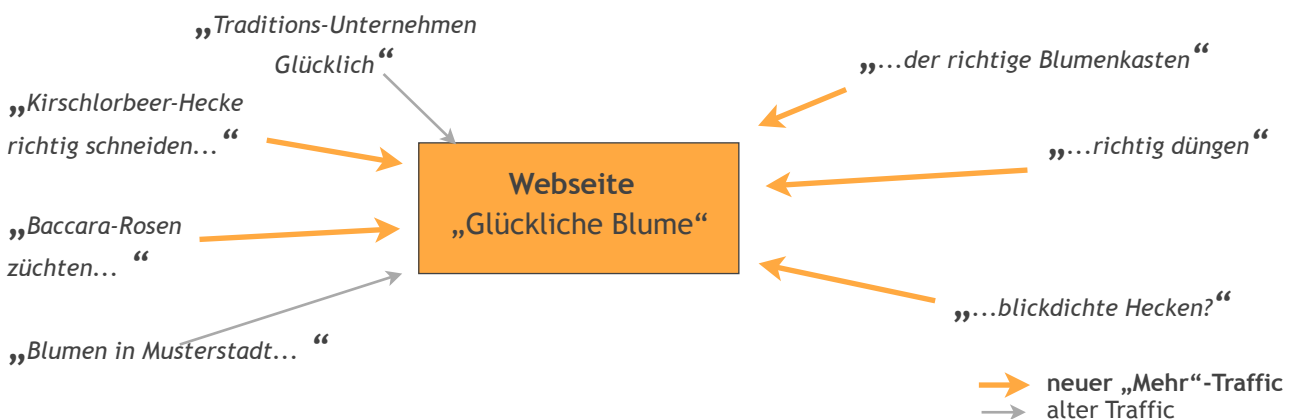 „Traditions-Unternehmen
Glücklich“
„...der richtige Blumenkasten“
„Kirschlorbeer-Hecke
richtig schneiden...“
„...richtig düngen“
Webseite
„Glückliche Blume“
„Baccara-Rosen
züchten... “
„...blickdichte Hecken?“
„Blumen in Musterstadt... “
neuer „Mehr“-Traffic
alter Traffic